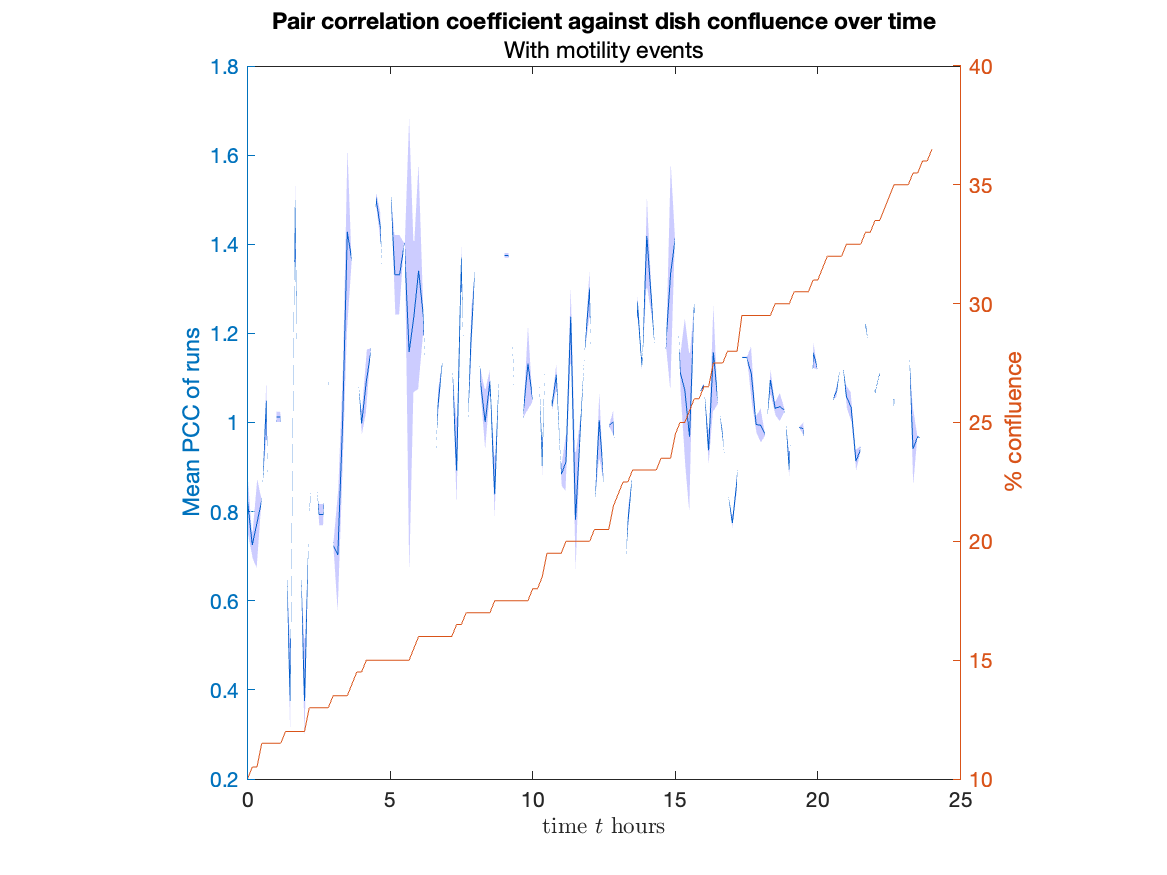 Pair correlation coefficient against dish confluence over time
With motility events
1.8
1.6
1.4
1.2
1
0.8
0.6
0.4
0.2
Mean PCC of runs
40
35
30
25
20
15
10
% confluence
0 5 10 15 20 25
time t hours